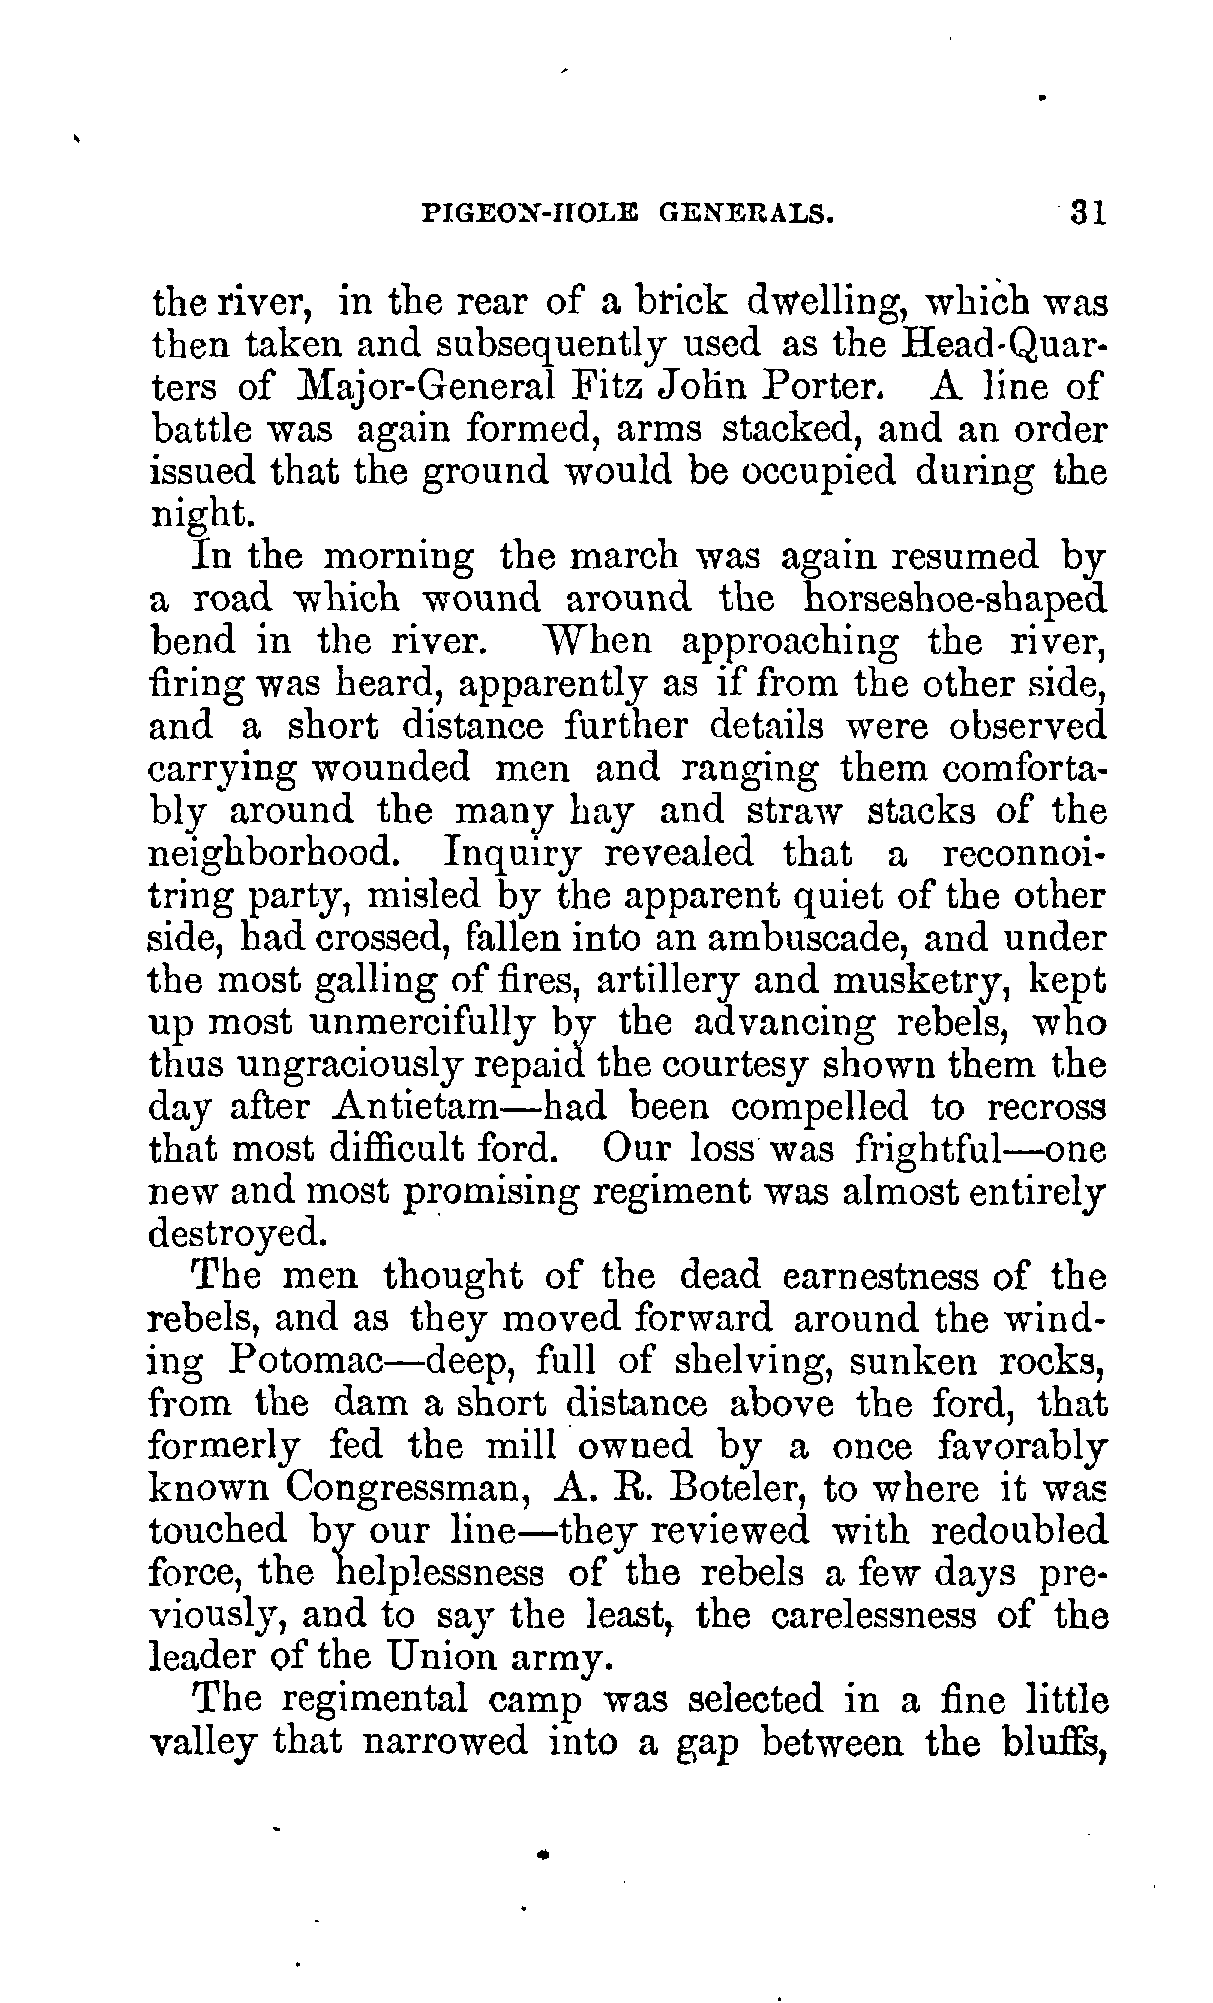 PIGEON-HOLE GENERALS. 31
the river, in the rear of a brick dwelling, which was
then taken and subsequently used as the Head-Quar-
ters of Major-General Fitz John Porter. A line of
battle was again formed, arms stacked, and an order
issued that the ground would be occupied during the
night.
In the morning the march was again resumed by
a road which wound around the horseshoe-shaped
bend in the river. When approaching the river,
firing was heard, apparently as if from the other side,
and a short distance further details were observed
carrying wounded men and ranging them comforta-
bly around the many hay and straw stacks of the
neighborhood. Inquiry revealed that a reconnoi-
tring party, misled by the apparent quiet of the other
side, had crossed, fallen into an ambuscade, and under
the most galling of fires, artillery and musketry, kept
up most unmercifully by the advancing rebels, who
thus ungraciously repaid the courtesy shown them the
day after Antietam—had been compelled to recross
that most difficult ford. Our loss was frightful—one
new and most promising regiment was almost entirely
destroyed.
The men thought of the dead earnestness of the
rebels, and as they moved forward around the wind-
ing Potomac—deep, full of shelving, sunken rocks,
from the dam a short distance above the ford, that
formerly fed the mill owned by a once favorably
known Congressman, A. R. Boteler, to where it was
touched by our line—they reviewed with redoubled
force, the helplessness of the rebels a few days pre-
viously, and to say the least, the carelessness of the
leader of the Union army.
The regimental camp was selected in a fine little
valley that narrowed into a gap between the bluffs,